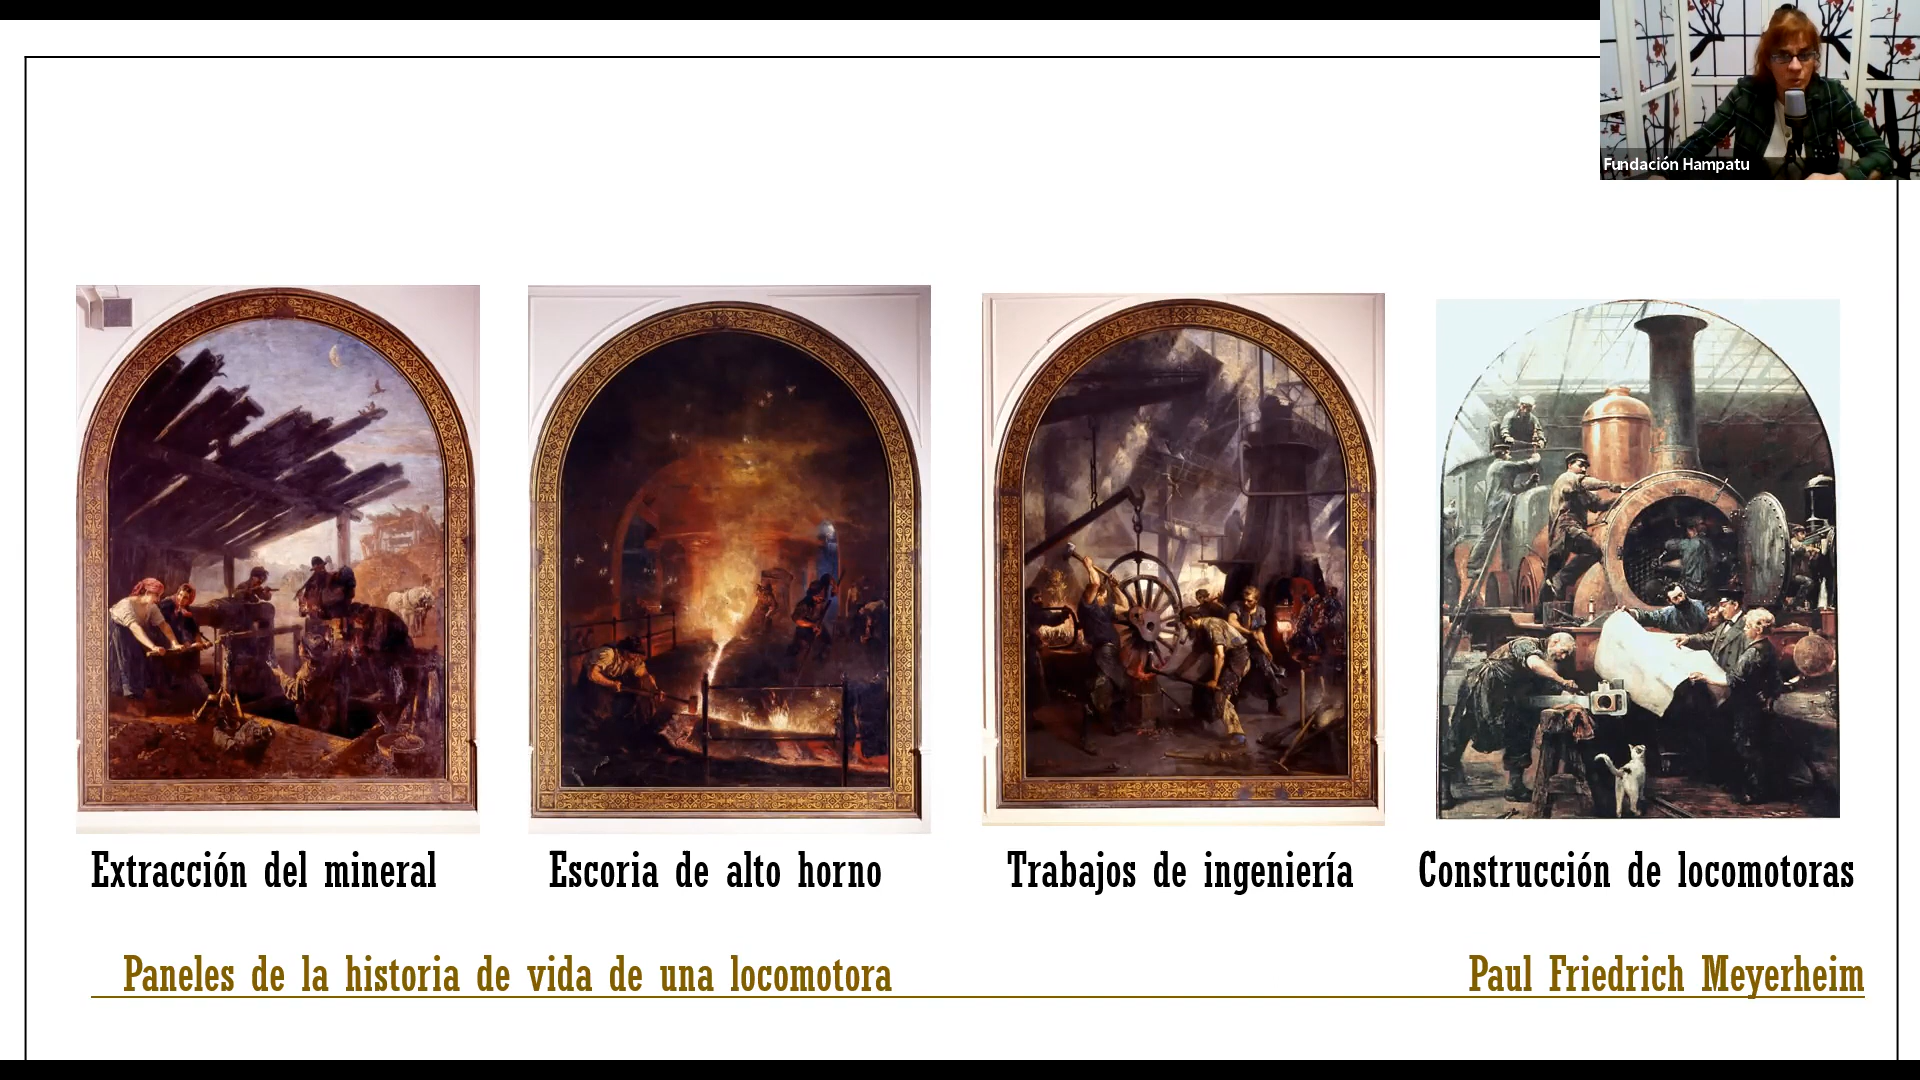 Fundación Hampatu
Extracción del mineral
Escoria de alto horno
Trabajos de ingeniería
Construcción de locomotoras
Paneles de la historia de vida de una locomotora
Paul Friedrich Meyerheim